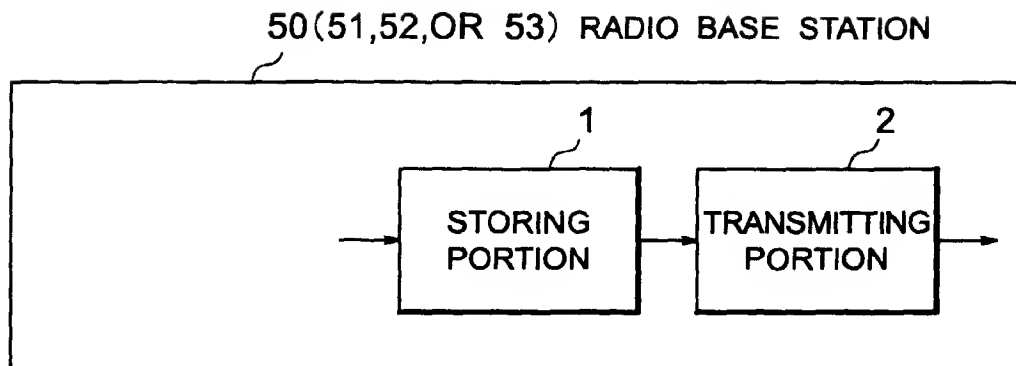 50(51,52,OR 53) RADIO BASE STATION
1
2
STORING
PORTION
TRANSMITTING
PORTION